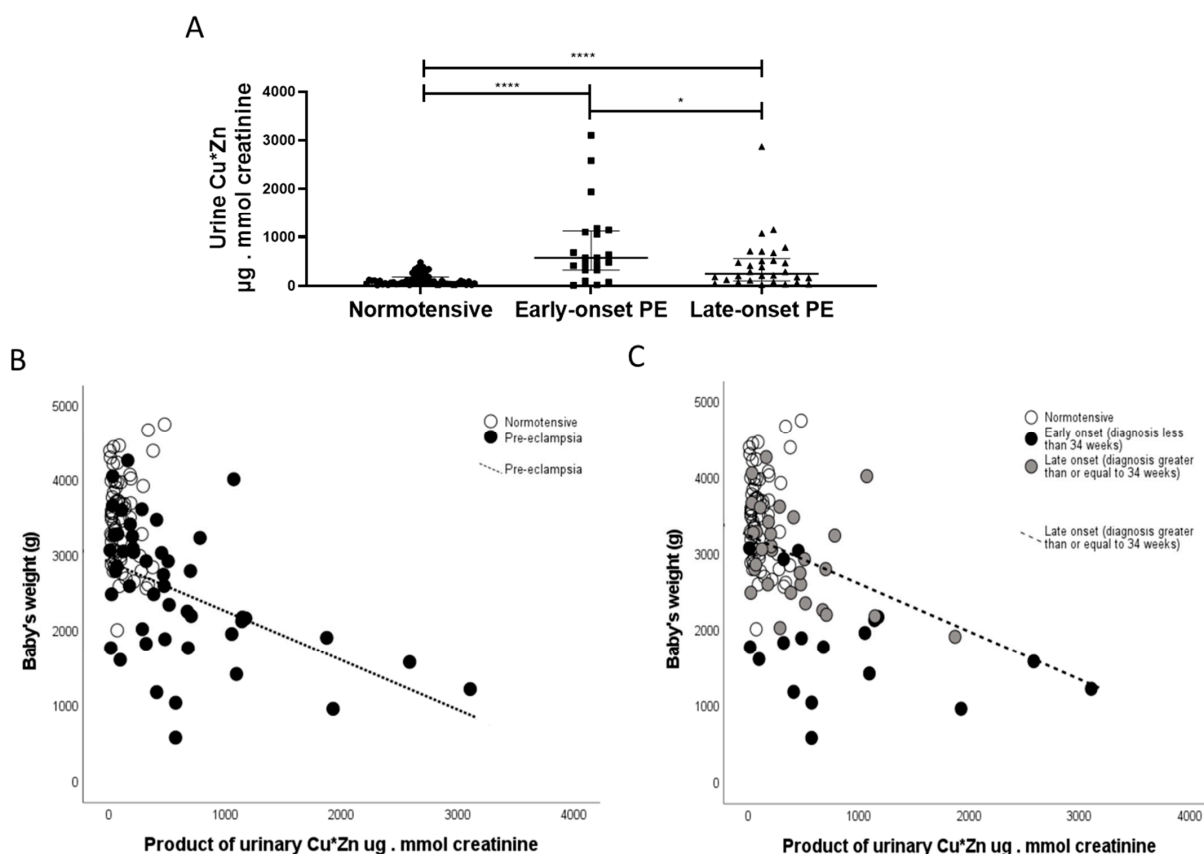 A
****
****
*
Urine Cu*Zn
µg . mmol creatinine
4000
3000
2000
1000
0
Normotensive
Early-onset PE
Late-onset PE
B
Baby's weight (g)
5000
4000
3000
2000
1000
0
Normotensive
Pre-eclampsia
Pre-eclampsia
0
1000
2000
3000
4000
Product of urinary Cu*Zn ug . mmol creatinine
C
Baby's weight (g)
5000
4000
3000
2000
1000
0
Normotensive
Early onset (diagnosis less
than 34 weeks)
Late onset (diagnosis greater
than or equal to 34 weeks)
Late onset (diagnosis greater
than or equal to 34 weeks)
0
1000
2000
3000
4000
Product of urinary Cu*Zn ug . mmol creatinine